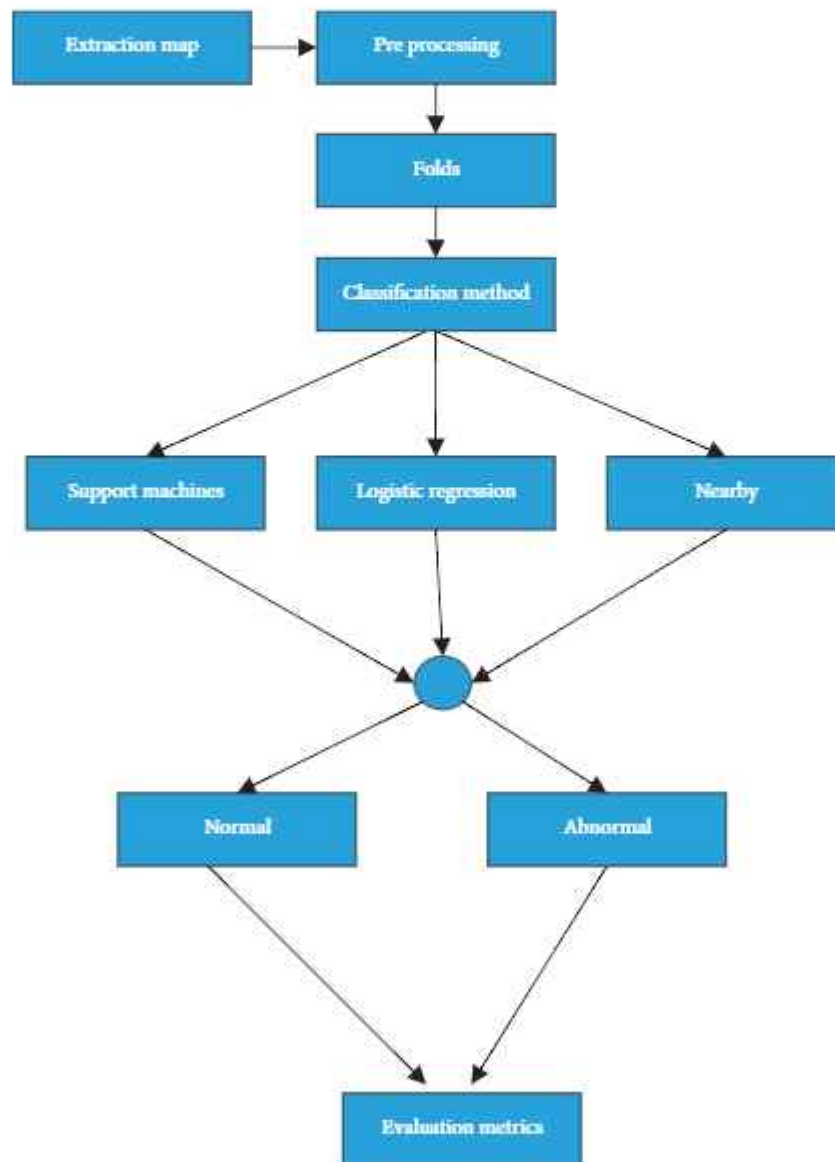 Extraction map
Pre processing
Folds
Classification method
Support machines
Logistic regression
Nearby
Normal
Abnormal
Evaluation metrics